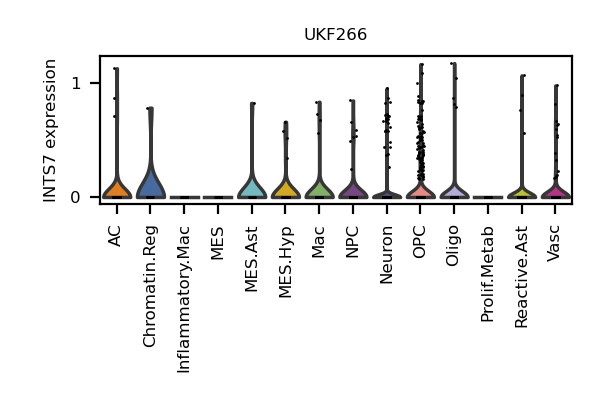 UKF266
INTS7 expression
1
0
AC
Chromatin.Reg
Inflammatory.Mac
MES
MES.Ast
MES.Hyp
Mac
NPC
Neuron
OPC
Oligo
Prolif.Metab
Reactive.Ast
Vasc